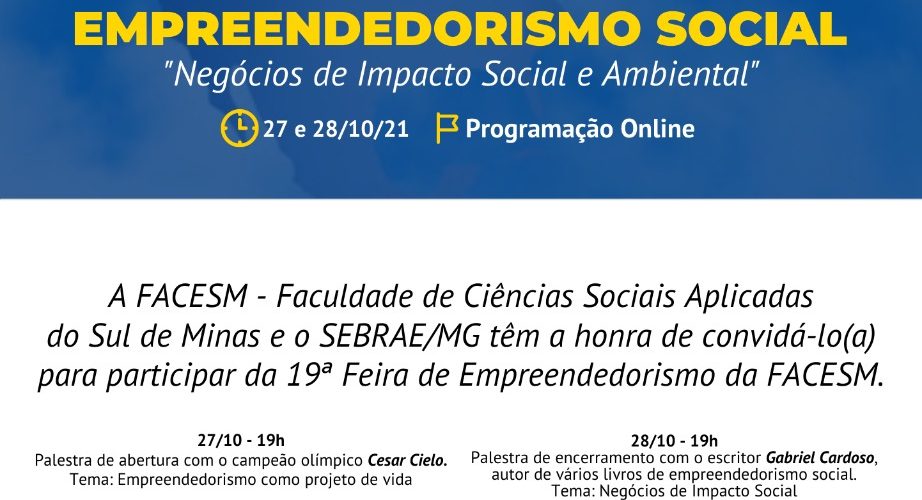 EMPREENDEDORISMO SOCIAL
"Negócios de Impacto Social e Ambiental"
27 e 28/10/21 Programação Online
A FACESM - Faculdade de Ciências Sociais Aplicadas
do Sul de Minas e o SEBRAE/MG têm a honra de convidá-lo(a)
para participar da 19ª Feira de Empreendedorismo da FACESM.
27/10 - 19h
Palestra de abertura com o campeão olímpico Cesar Cielo.
Tema: Empreendedorismo como projeto de vida
28/10 - 19h
Palestra de encerramento com o escritor Gabriel Cardoso,
autor de vários livros de empreendedorismo social.
Tema: Negócios de Impacto Social